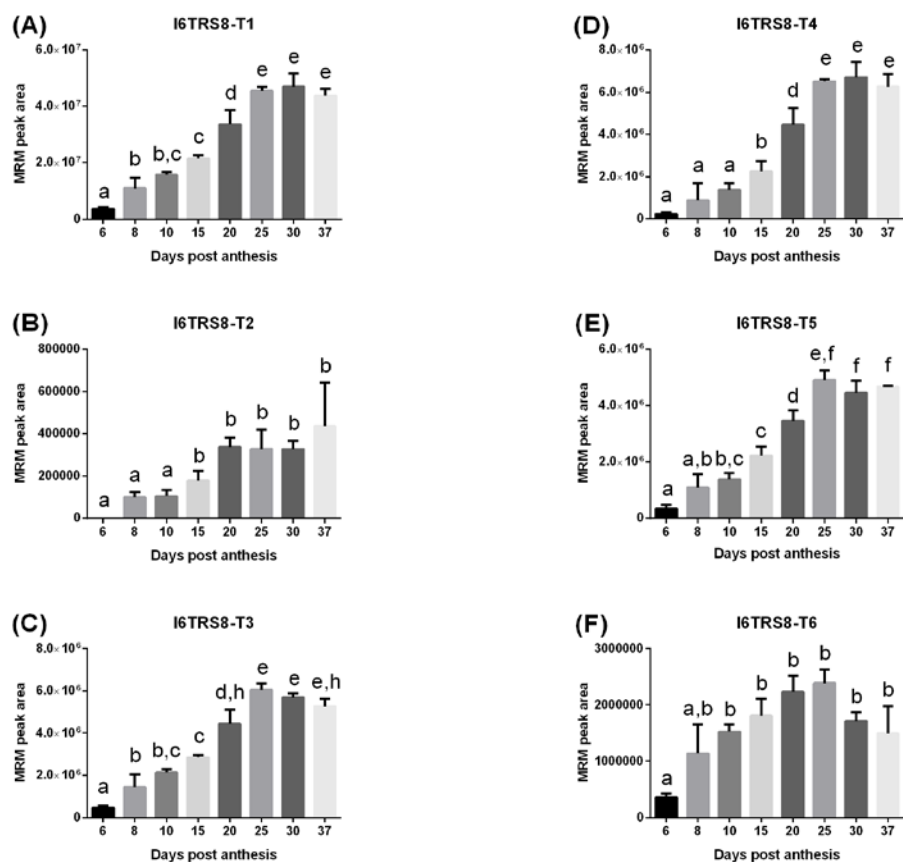 (A)
I6TRS8-T1
6.0×10⁷
4.0×10⁷
2.0×10⁷
0
MRM peak area
a b b,c c d e e e
6 8 10 15 20 25 30 37
Days post anthesis
(D)
I6TRS8-T4
8.0×10⁶
6.0×10⁶
4.0×10⁶
2.0×10⁶
0
MRM peak area
a a a b d e e e
6 8 10 15 20 25 30 37
Days post anthesis
(B)
I6TRS8-T2
800000
600000
400000
200000
0
MRM peak area
a a a b b b b b
6 8 10 15 20 25 30 37
Days post anthesis
(E)
I6TRS8-T5
6.0×10⁶
4.0×10⁶
2.0×10⁶
0
MRM peak area
a a,b b,c c d e,f f f
6 8 10 15 20 25 30 37
Days post anthesis
(C)
I6TRS8-T3
8.0×10⁶
6.0×10⁶
4.0×10⁶
2.0×10⁶
0
MRM peak area
a b b,c c d,h e e e,h
6 8 10 15 20 25 30 37
Days post anthesis
(F)
I6TRS8-T6
3000000
2000000
1000000
0
MRM peak area
a a,b b b b b b b
6 8 10 15 20 25 30 37
Days post anthesis